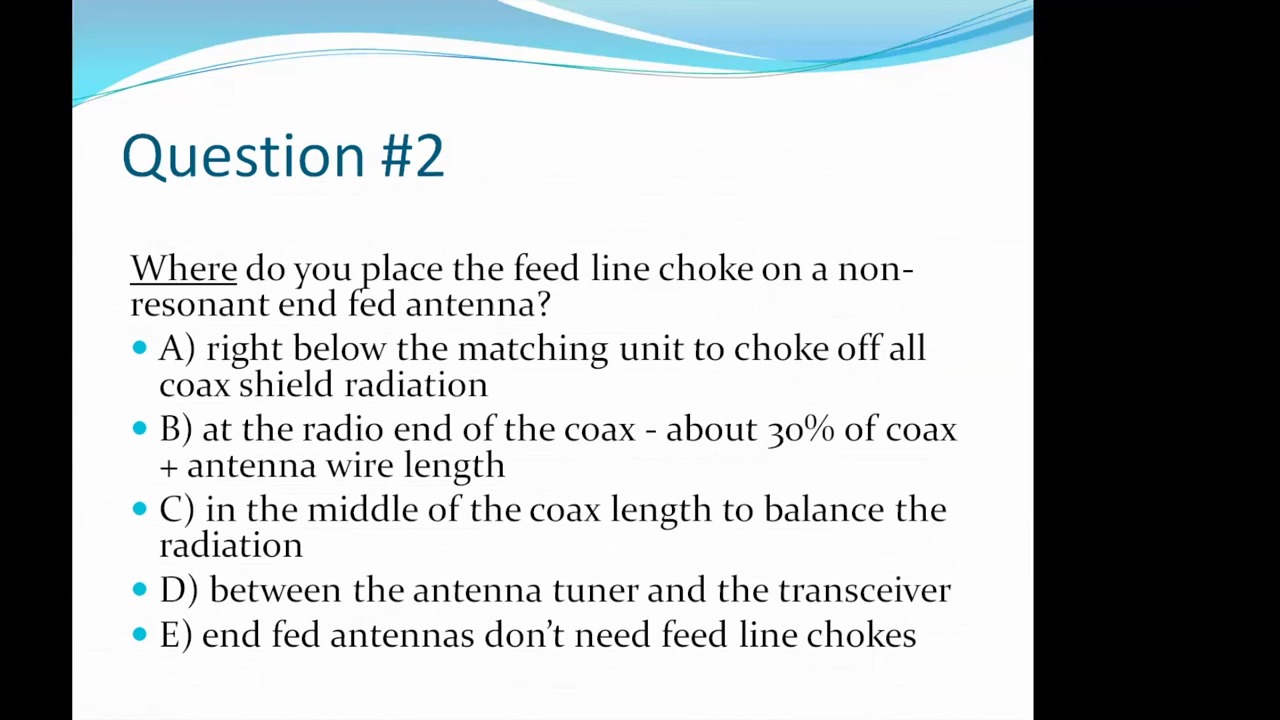 Question #2
Where do you place the feed line choke on a non-
resonant end fed antenna?
• A) right below the matching unit to choke off all
coax shield radiation
• B) at the radio end of the coax - about 30% of coax
+ antenna wire length
• C) in the middle of the coax length to balance the
radiation
• D) between the antenna tuner and the transceiver
• E) end fed antennas don’t need feed line chokes